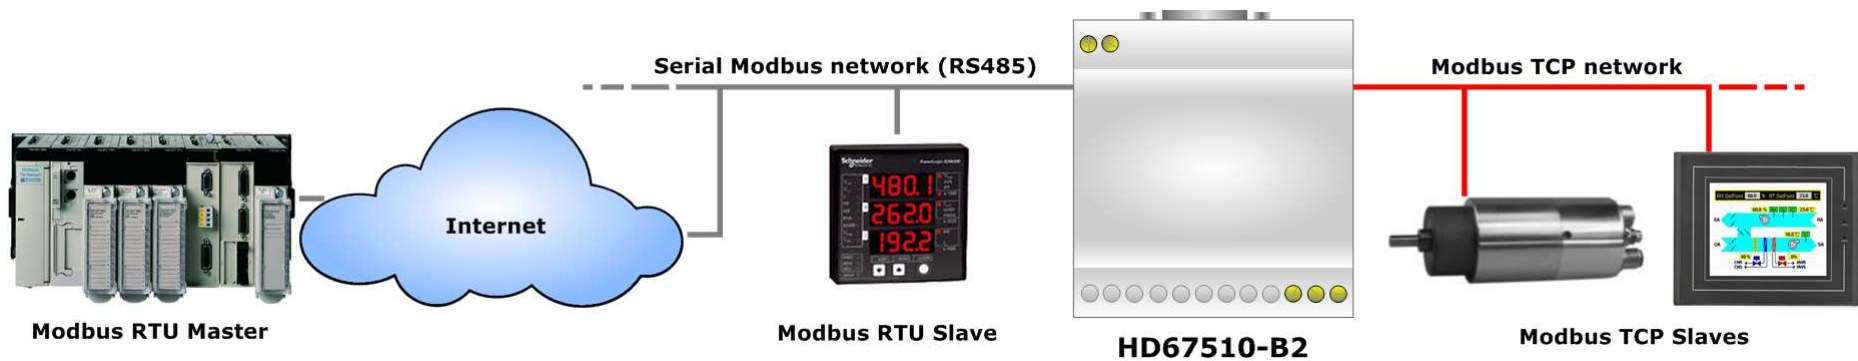 Serial Modbus network (RS485)
Modbus TCP network
Internet
Schneider
480.1
262.0
192.2
Modbus RTU Master
Modbus RTU Slave
HD67510-B2
Modbus TCP Slaves